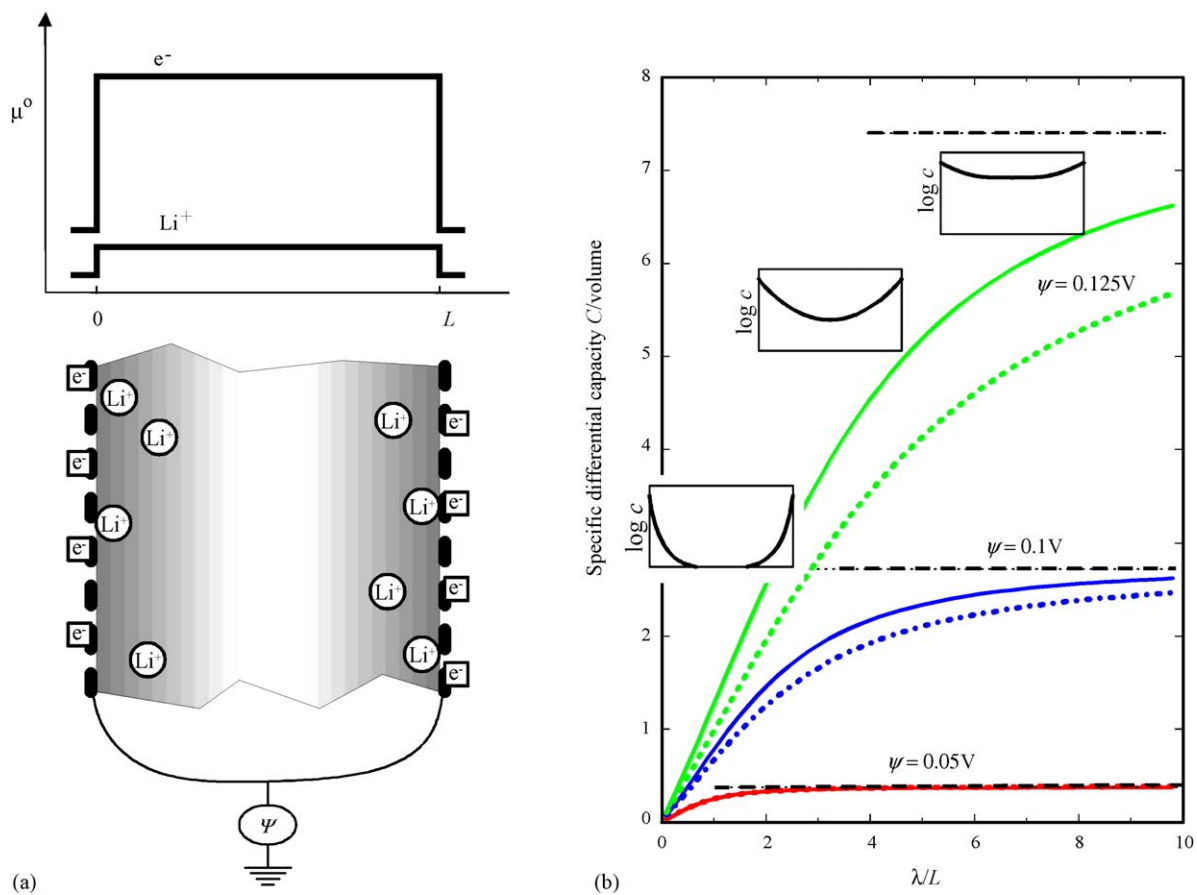 μ°
e⁻
Li⁺
0
L
e⁻
Li⁺
Li⁺
e⁻
Li⁺
e⁻
Li⁺
e⁻
Li⁺
e⁻
Li⁺
e⁻
e⁻
Li⁺
Li⁺
e⁻
Ψ
(a)
Specific differential capacity C/volume
8
7
6
5
4
3
2
1
0
log c
log c
log c
ψ = 0.125V
ψ = 0.1V
ψ = 0.05V
0
2
4
6
8
10
λ/L
(b)